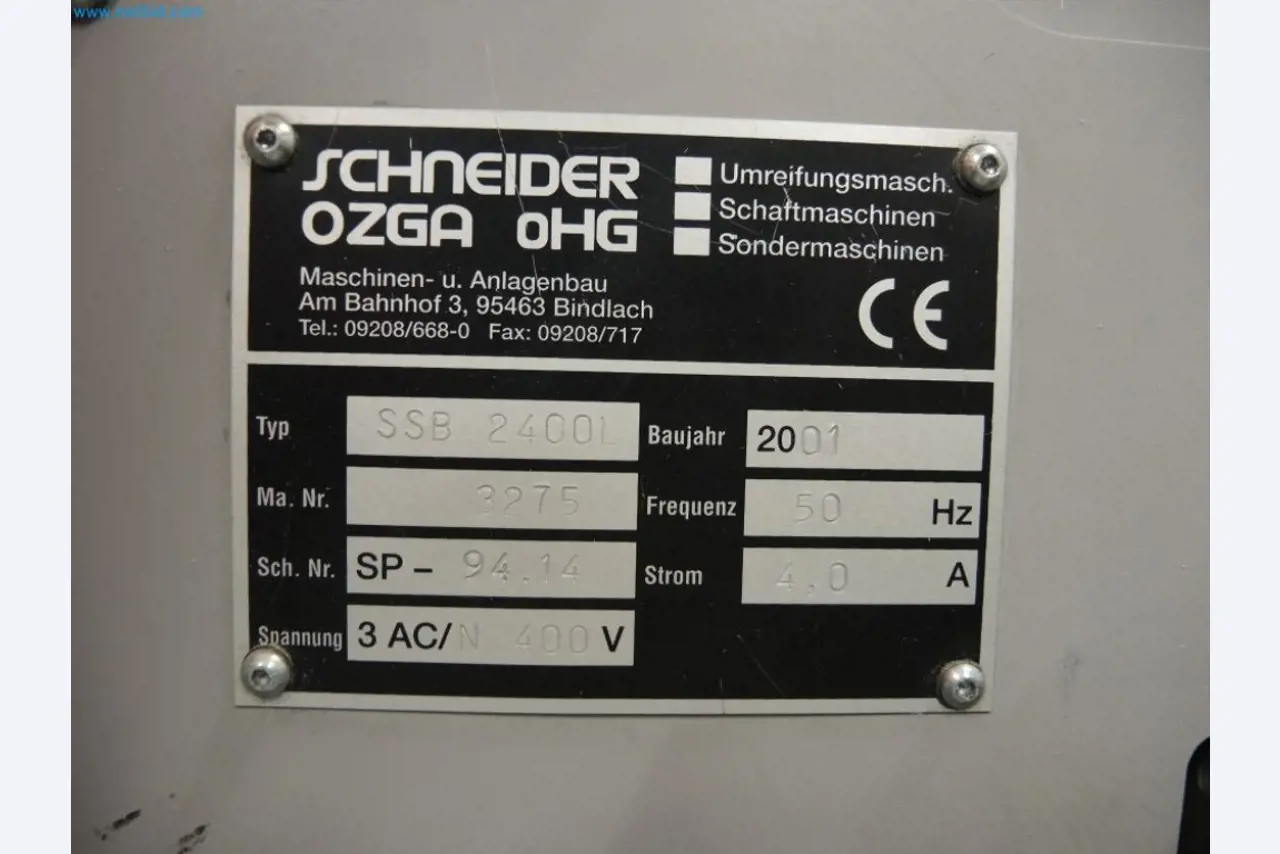 SCHNEIDER
OZGA OHG
Umreifungsmasch.
Schaftmaschinen
Sondermaschinen
Maschinen- u. Anlagenbau
Am Bahnhof 3, 95463 Bindlach
Tel.: 09208/668-0 Fax: 09208/717
CE
Typ SSB 2400L Baujahr 2001
Ma. Nr. 3275 Frequenz 50 Hz
Sch. Nr. SP- 94.14 Strom 4,0 A
Spannung 3 AC/N 400 V